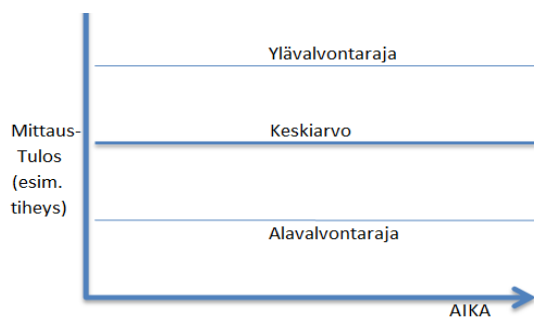 Ylävalvontaraja
Mittaus-
Tulos
(esim.
tiheys)
Keskiarvo
Alavalvontaraja
AIKA